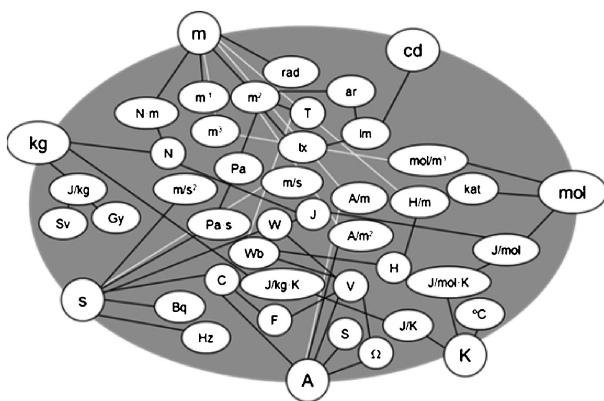 m
cd
rad
m⁻¹
m²
ar
N·m
T
m³
lm
kg
N
lx
mol/m³
Pa
J/kg
m/s²
m/s
A/m
H/m
kat
mol
Sv
Gy
Pa·s
W
J
A/m²
J/mol
Wb
H
C
J/kg·K
V
J/mol·K
s
Bq
F
S
J/K
°C
Hz
Ω
K
A